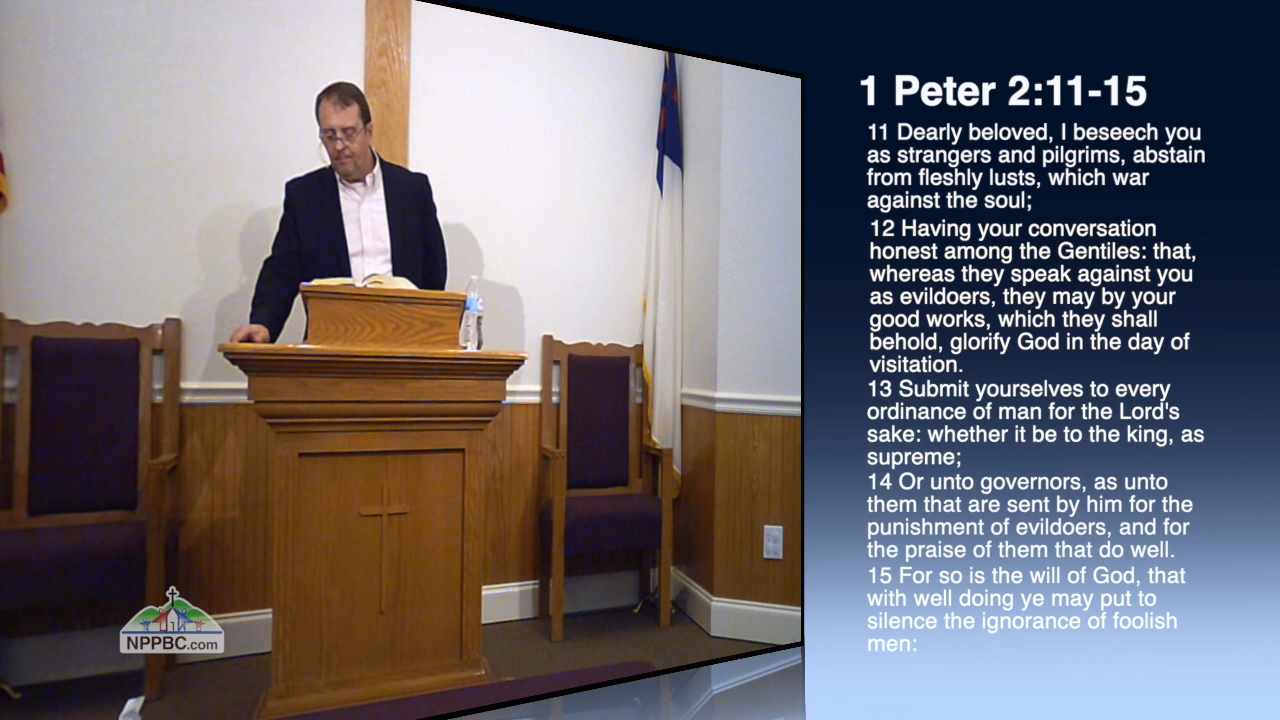 1 Peter 2:11-15
11 Dearly beloved, I beseech you
as strangers and pilgrims, abstain
from fleshly lusts, which war
against the soul;
12 Having your conversation
honest among the Gentiles: that,
whereas they speak against you
as evildoers, they may by your
good works, which they shall
behold, glorify God in the day of
visitation.
13 Submit yourselves to every
ordinance of man for the Lord's
sake: whether it be to the king, as
supreme;
14 Or unto governors, as unto
them that are sent by him for the
punishment of evildoers, and for
the praise of them that do well.
15 For so is the will of God, that
with well doing ye may put to
silence the ignorance of foolish
men:
NPPBC.com